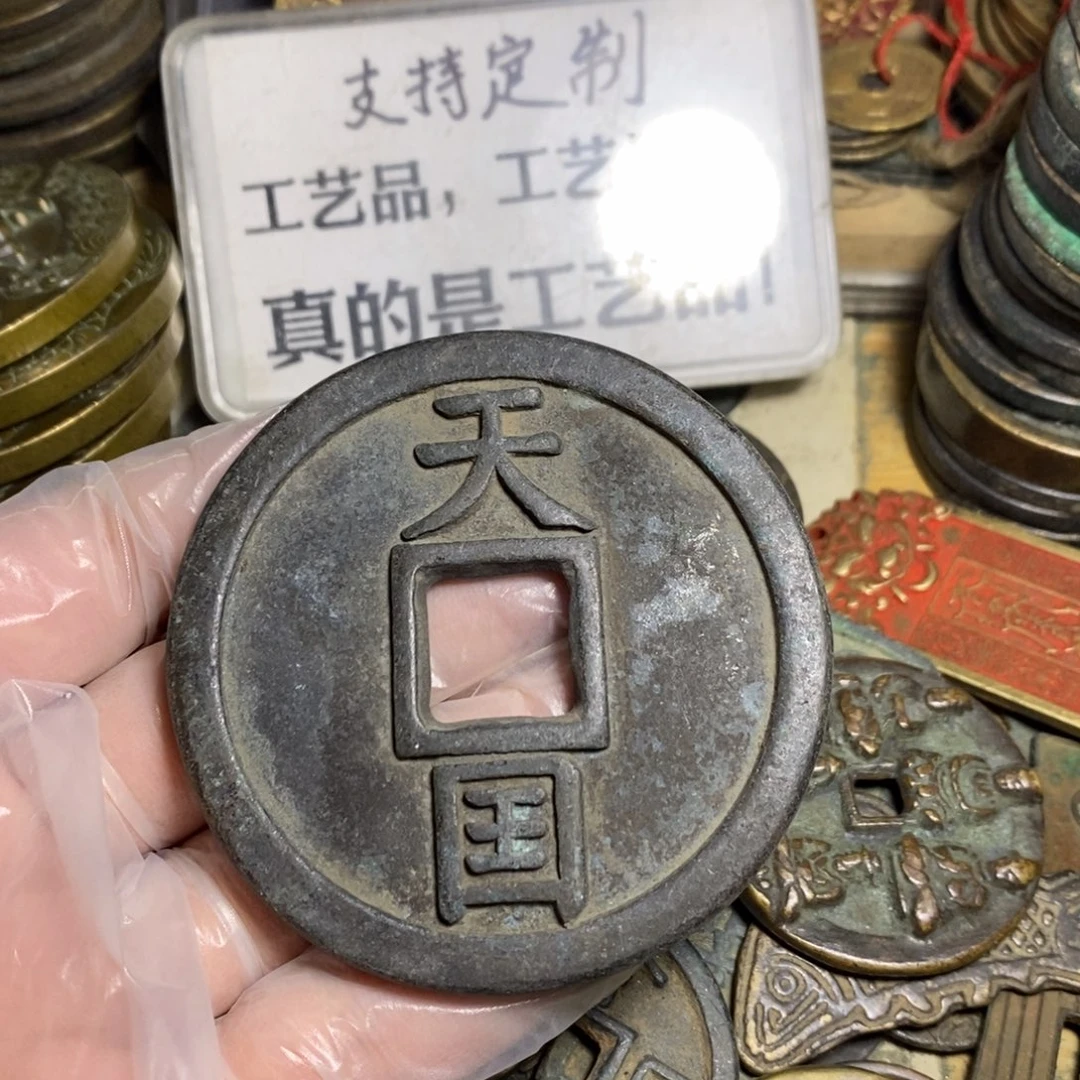 支持定制
工艺品，工艺
真的是工艺品！
天
国